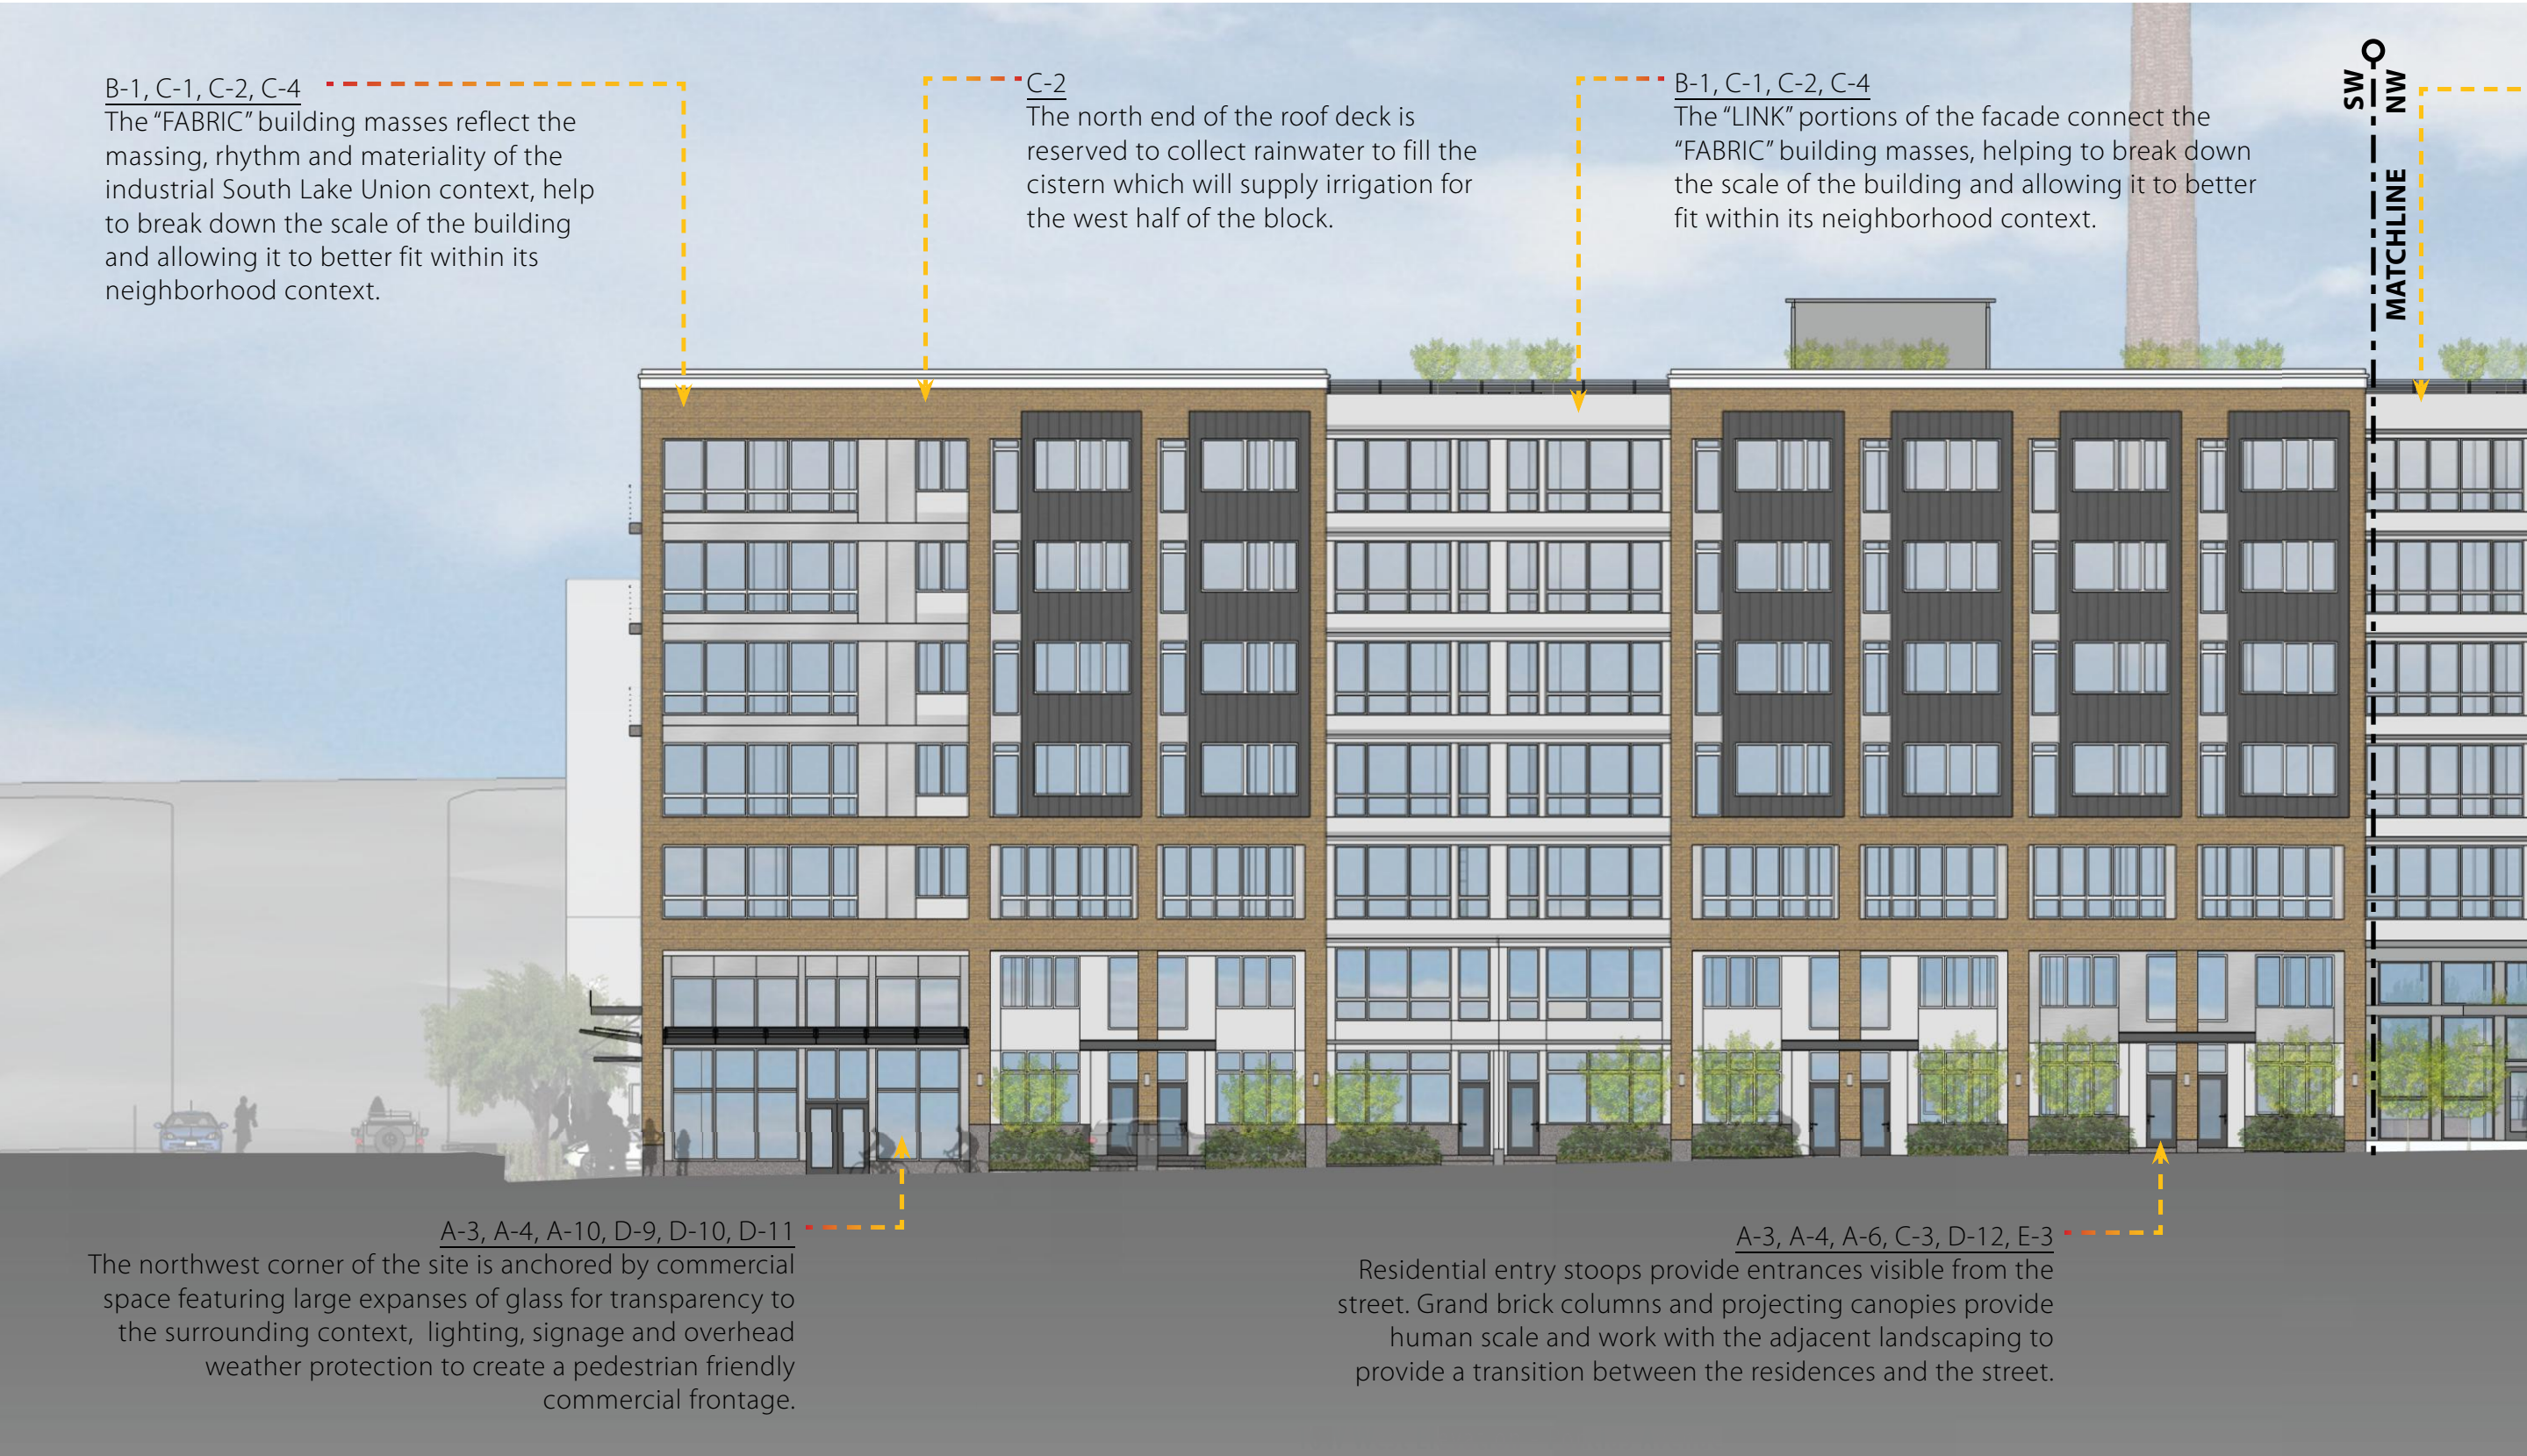 B-1, C-1, C-2, C-4
The “FABRIC” building masses reflect the
massing, rhythm and materiality of the
industrial South Lake Union context, help
to break down the scale of the building
and allowing it to better fit within its
neighborhood context.
C-2
The north end of the roof deck is
reserved to collect rainwater to fill the
cistern which will supply irrigation for
the west half of the block.
B-1, C-1, C-2, C-4
The “LINK” portions of the facade connect the
“FABRIC” building masses, helping to break down
the scale of the building and allowing it to better
fit within its neighborhood context.
SW
NW
MATCHLINE
A-3, A-4, A-10, D-9, D-10, D-11
The northwest corner of the site is anchored by commercial
space featuring large expanses of glass for transparency to
the surrounding context, lighting, signage and overhead
weather protection to create a pedestrian friendly
commercial frontage.
A-3, A-4, A-6, C-3, D-12, E-3
Residential entry stoops provide entrances visible from the
street. Grand brick columns and projecting canopies provide
human scale and work with the adjacent landscaping to
provide a transition between the residences and the street.